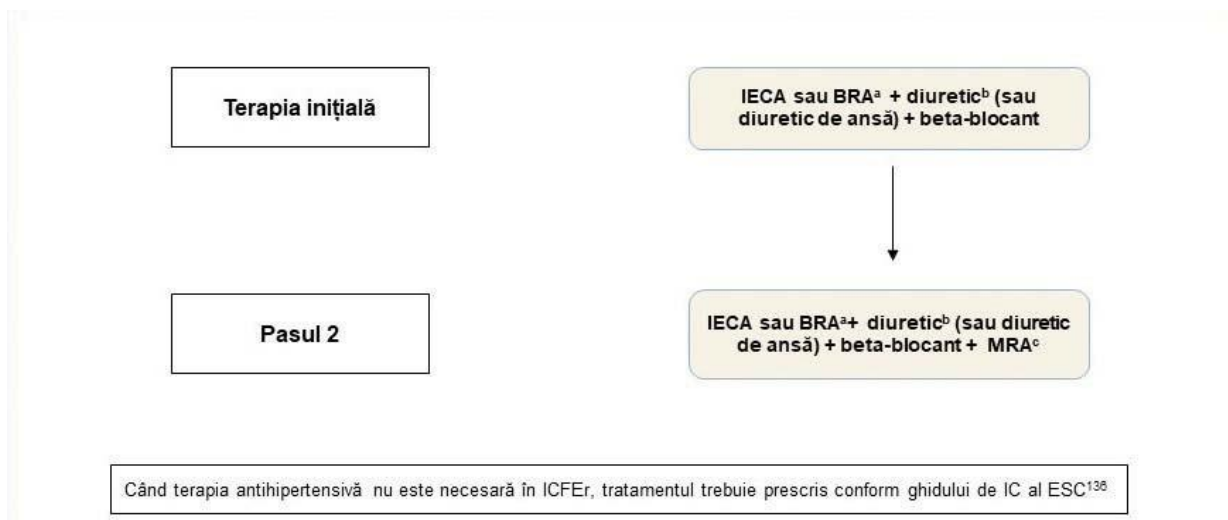 Terapia inițială
IECA sau BRAᵃ + diureticᵇ (sau
diuretic de ansă) + beta-blocant
Pasul 2
IECA sau BRAᵃ+ diureticᵇ (sau diuretic
de ansă) + beta-blocant + MRAᶜ
Când terapia antihipertensivă nu este necesară în ICFEr, tratamentul trebuie prescris conform ghidului de IC al ESC¹³⁶